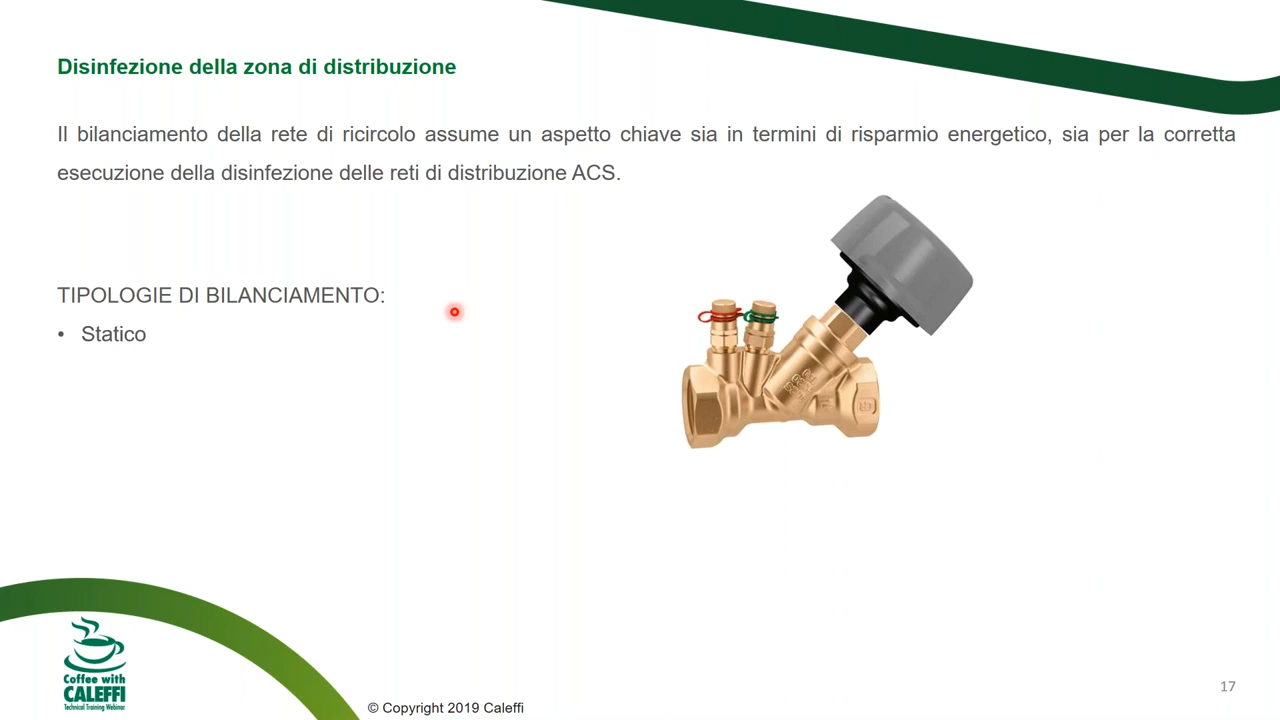 Disinfezione della zona di distribuzione
Il bilanciamento della rete di ricircolo assume un aspetto chiave sia in termini di risparmio energetico, sia per la corretta
esecuzione della disinfezione delle reti di distribuzione ACS.
TIPOLOGIE DI BILANCIAMENTO:
• Statico
Coffee with
CALEFFI
Technical Training Webinar
© Copyright 2019 Caleffi
17